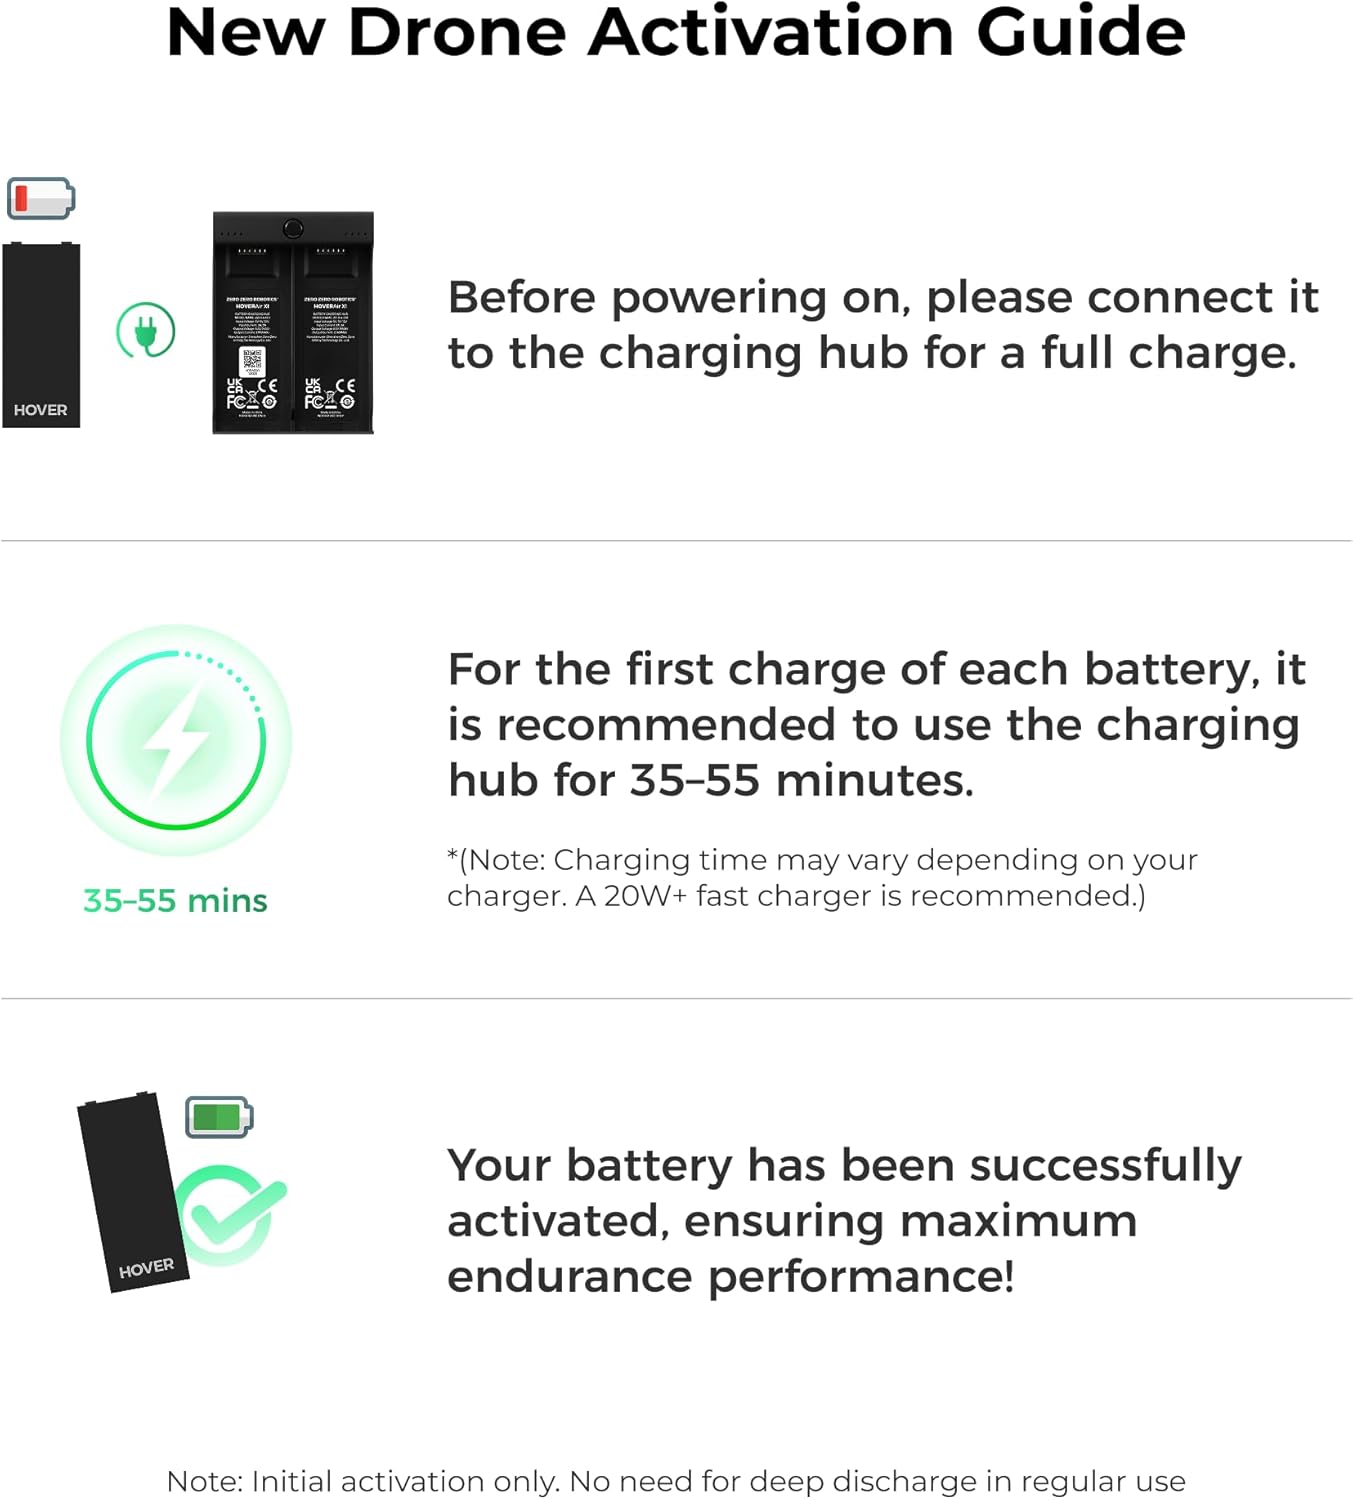 New Drone Activation Guide
HOVER
ZERO ZERO ROBOTICS
HOVERAir X1
UK
CA
CE
FC
ZERO ZERO ROBOTICS
HOVERAir X1
UK
CA
CE
FC
Before powering on, please connect it
to the charging hub for a full charge.
35–55 mins
For the first charge of each battery, it
is recommended to use the charging
hub for 35–55 minutes.
*(Note: Charging time may vary depending on your
charger. A 20W+ fast charger is recommended.)
HOVER
Your battery has been successfully
activated, ensuring maximum
endurance performance!
Note: Initial activation only. No need for deep discharge in regular use